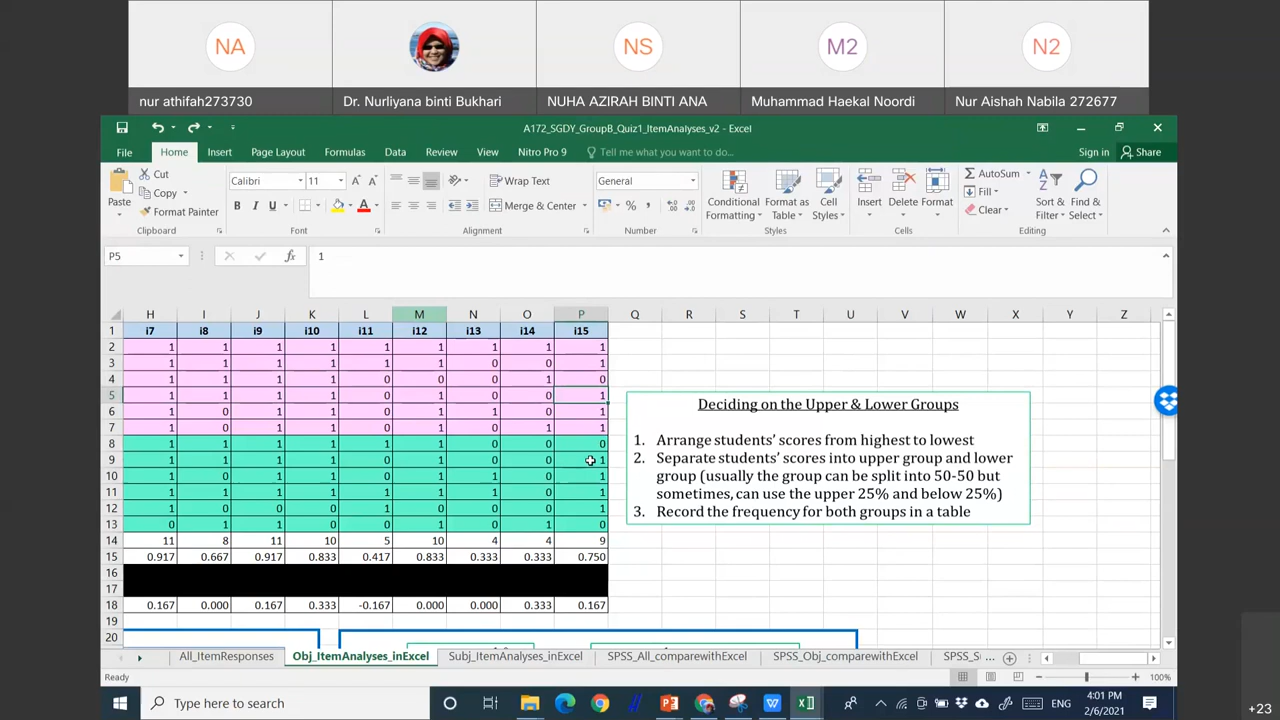 NA
NS
M2
N2
nur athifah273730
Dr. Nurliyana binti Bukhari
NUHA AZIRAH BINTI ANA
Muhammad Haekal Noordi
Nur Aishah Nabila 272677
A172_SGDY_GroupB_Quiz1_ItemAnalyses_v2 - Excel
File Home Insert Page Layout Formulas Data Review View Nitro Pro 9 Tell me what you want to do... Sign in Share
Paste
Cut
Copy
Format Painter
Clipboard
Calibri 11
B I U
Font
Wrap Text
Merge & Center
Alignment
General
%
Number
Conditional Formatting
Format as Table
Cell Styles
Styles
Insert Delete Format
Cells
AutoSum
Fill
Clear
Sort & Filter
Find & Select
Editing
P5 fx 1
H I J K L M N O P Q R S T U V W X Y Z
1 i7 i8 i9 i10 i11 i12 i13 i14 i15
2 1 1 1 1 1 1 1 1 1
3 1 1 1 1 1 1 0 0 1
4 1 1 1 1 0 0 0 1 0
5 1 1 1 1 0 1 0 0 1
6 1 0 1 1 0 1 1 0 1
7 1 0 1 1 0 1 0 1 1
8 1 1 1 1 0 1 0 0 0
9 1 1 1 1 0 1 0 0 1
10 1 0 1 0 1 1 0 0 1
11 1 1 1 1 1 1 1 0 1
12 1 0 1 1 1 0 1 0 1
13 0 1 1 0 0 1 0 1 0
14 11 8 11 10 5 10 4 4 9
15 0.917 0.667 0.917 0.833 0.417 0.833 0.333 0.333 0.750
16
17
18 0.167 0.000 0.167 0.333 -0.167 0.000 0.000 0.333 0.167
19
20
Deciding on the Upper & Lower Groups
1. Arrange students' scores from highest to lowest
2. Separate students' scores into upper group and lower
group (usually the group can be split into 50-50 but
sometimes, can use the upper 25% and below 25%)
3. Record the frequency for both groups in a table
All_ItemResponses Obj_ItemAnalyses_inExcel Subj_ItemAnalyses_inExcel SPSS_All_comparewithExcel SPSS_Obj_comparewithExcel SPSS_S ...
Ready
100%
Type here to search
ENG
4:01 PM
2/6/2021
+23